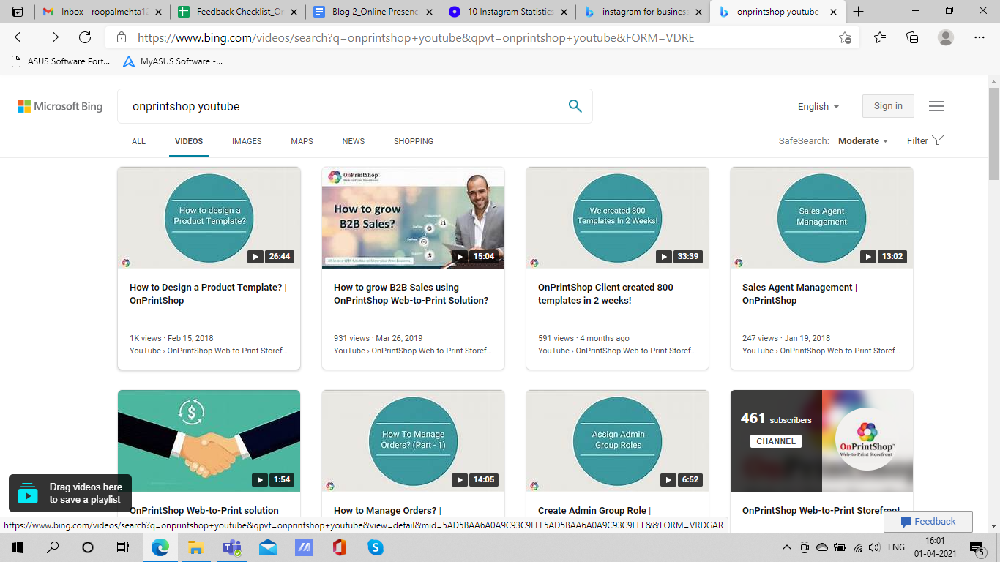 Inbox - roopalmehta12
Feedback Checklist_On
Blog 2_Online Presenc
10 Instagram Statistics
instagram for business
onprintshop youtube -
https://www.bing.com/videos/search?q=onprintshop+youtube&qpvt=onprintshop+youtube&FORM=VDRE
ASUS Software Port...
MyASUS Software -...
Microsoft Bing
onprintshop youtube
English
Sign in
ALL
VIDEOS
IMAGES
MAPS
NEWS
SHOPPING
SafeSearch: Moderate
Filter
How to design a
Product Template?
26:44
How to Design a Product Template? |
OnPrintShop
1K views · Feb 15, 2018
YouTube › OnPrintShop Web-to-Print Storef...
OnPrintShop™
Web-to-Print Storefront
How to grow
B2B Sales?
15:04
How to grow B2B Sales using
OnPrintShop Web-to-Print Solution?
931 views · Mar 26, 2019
YouTube › OnPrintShop Web-to-Print Storef...
We created 800
Templates In 2 Weeks!
33:39
OnPrintShop Client created 800
templates in 2 weeks!
591 views · 4 months ago
YouTube › OnPrintShop Web-to-Print Storef...
Sales Agent
Management
13:02
Sales Agent Management |
OnPrintShop
247 views · Jan 19, 2018
YouTube › OnPrintShop Web-to-Print Storef...
$
1:54
OnPrintShop Web-to-Print solution
How To Manage
Orders? (Part - 1)
14:05
How to Manage Orders? |
Assign Admin
Group Roles
6:52
Create Admin Group Role |
461 subscribers
CHANNEL
OnPrintShop™
Web-to-Print Storefront
OnPrintShop Web-to-Print Storefront
Drag videos here
to save a playlist
https://www.bing.com/videos/search?q=onprintshop+youtube&qpvt=onprintshop+youtube&view=detail&mid=5AD5BAA6A0A9C93C9EEF5AD5BAA6A0A9C93C9EEF&&FORM=VRDGAR
Feedback
ENG
16:01
01-04-2021
5